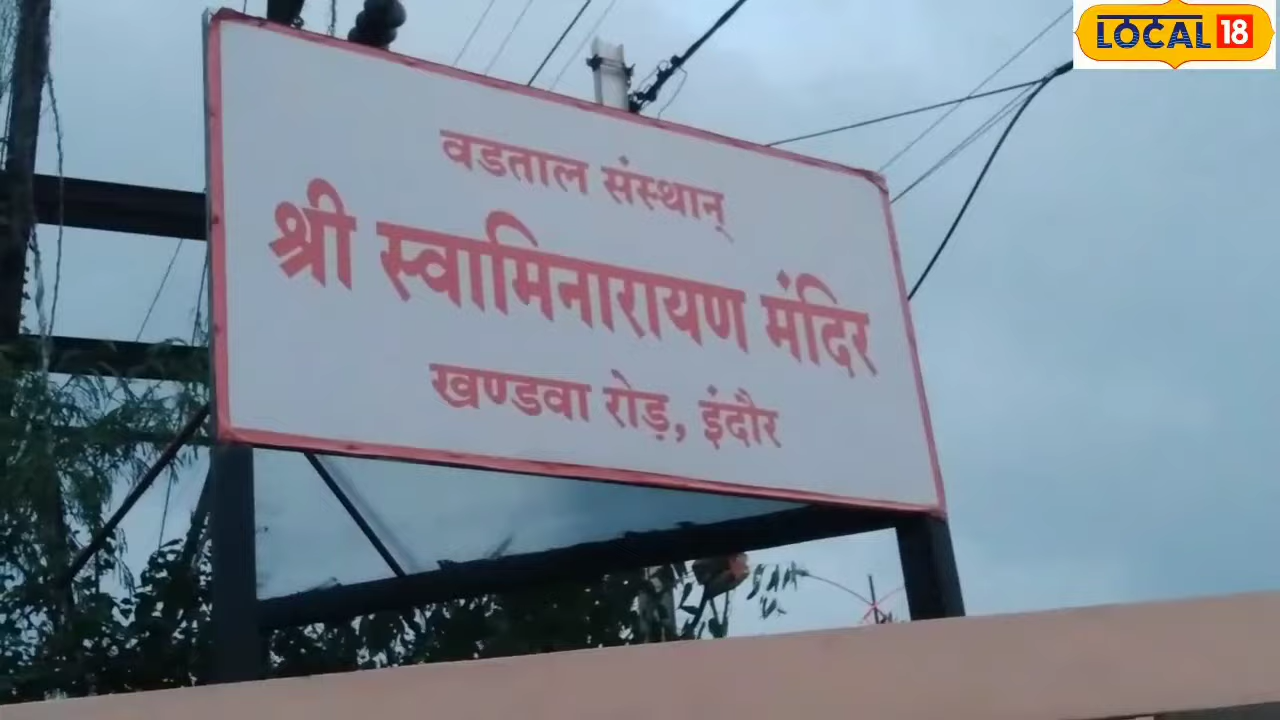 LOCAL 18
वडताल संस्थान्
श्री स्वामिनारायण मंदिर
खण्डवा रोड़, इंदौर